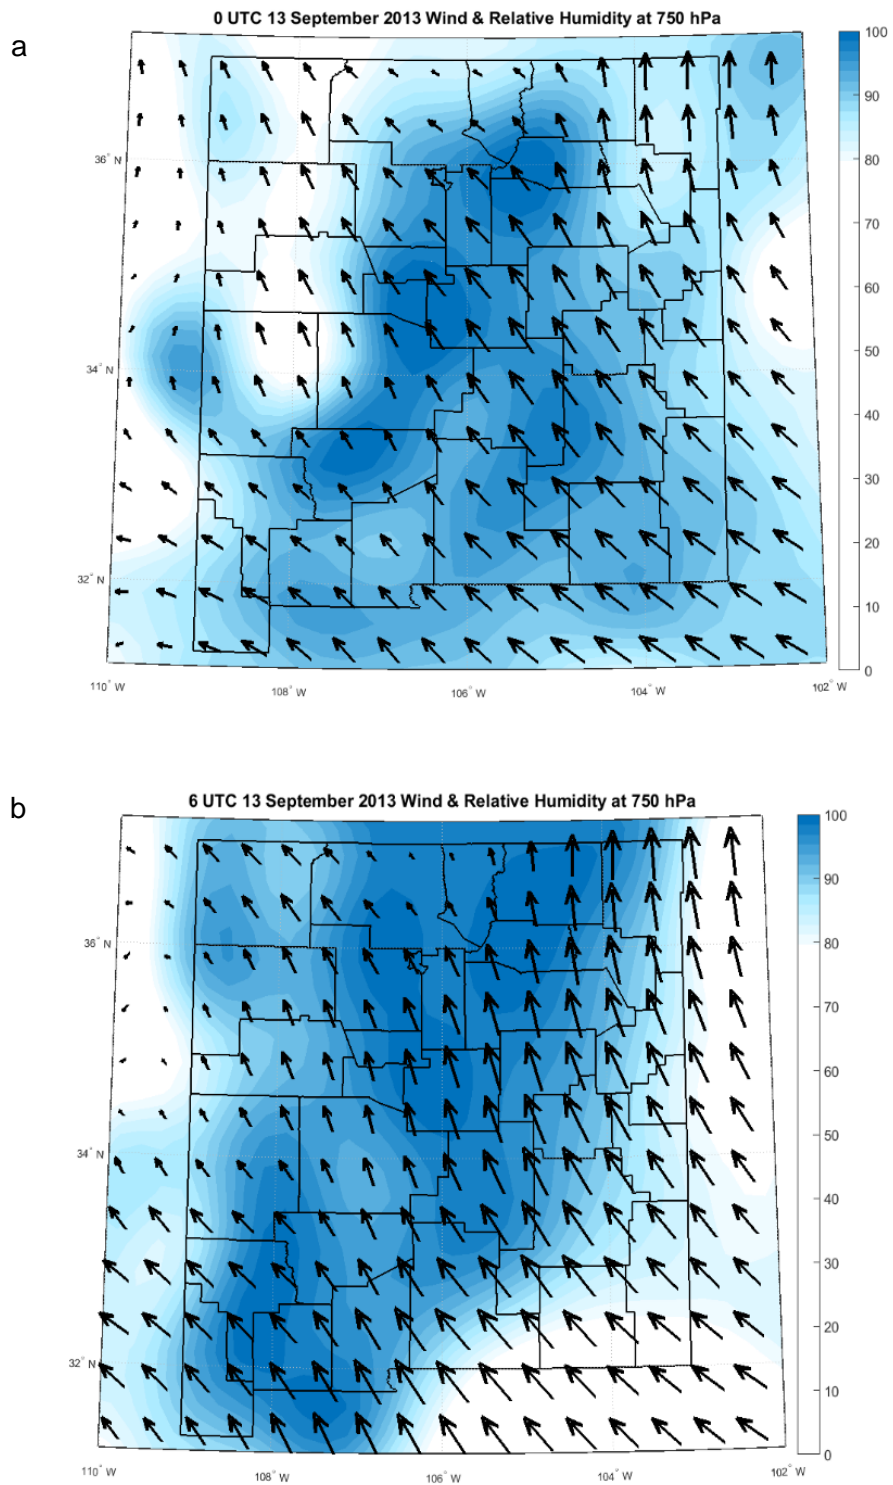 a
0 UTC 13 September 2013 Wind & Relative Humidity at 750 hPa
100
90
80
70
60
50
40
30
20
10
0
36° N
34° N
32° N
110° W 108° W 106° W 104° W 102° W
b
6 UTC 13 September 2013 Wind & Relative Humidity at 750 hPa
100
90
80
70
60
50
40
30
20
10
0
36° N
34° N
32° N
110° W 108° W 106° W 104° W 102° W